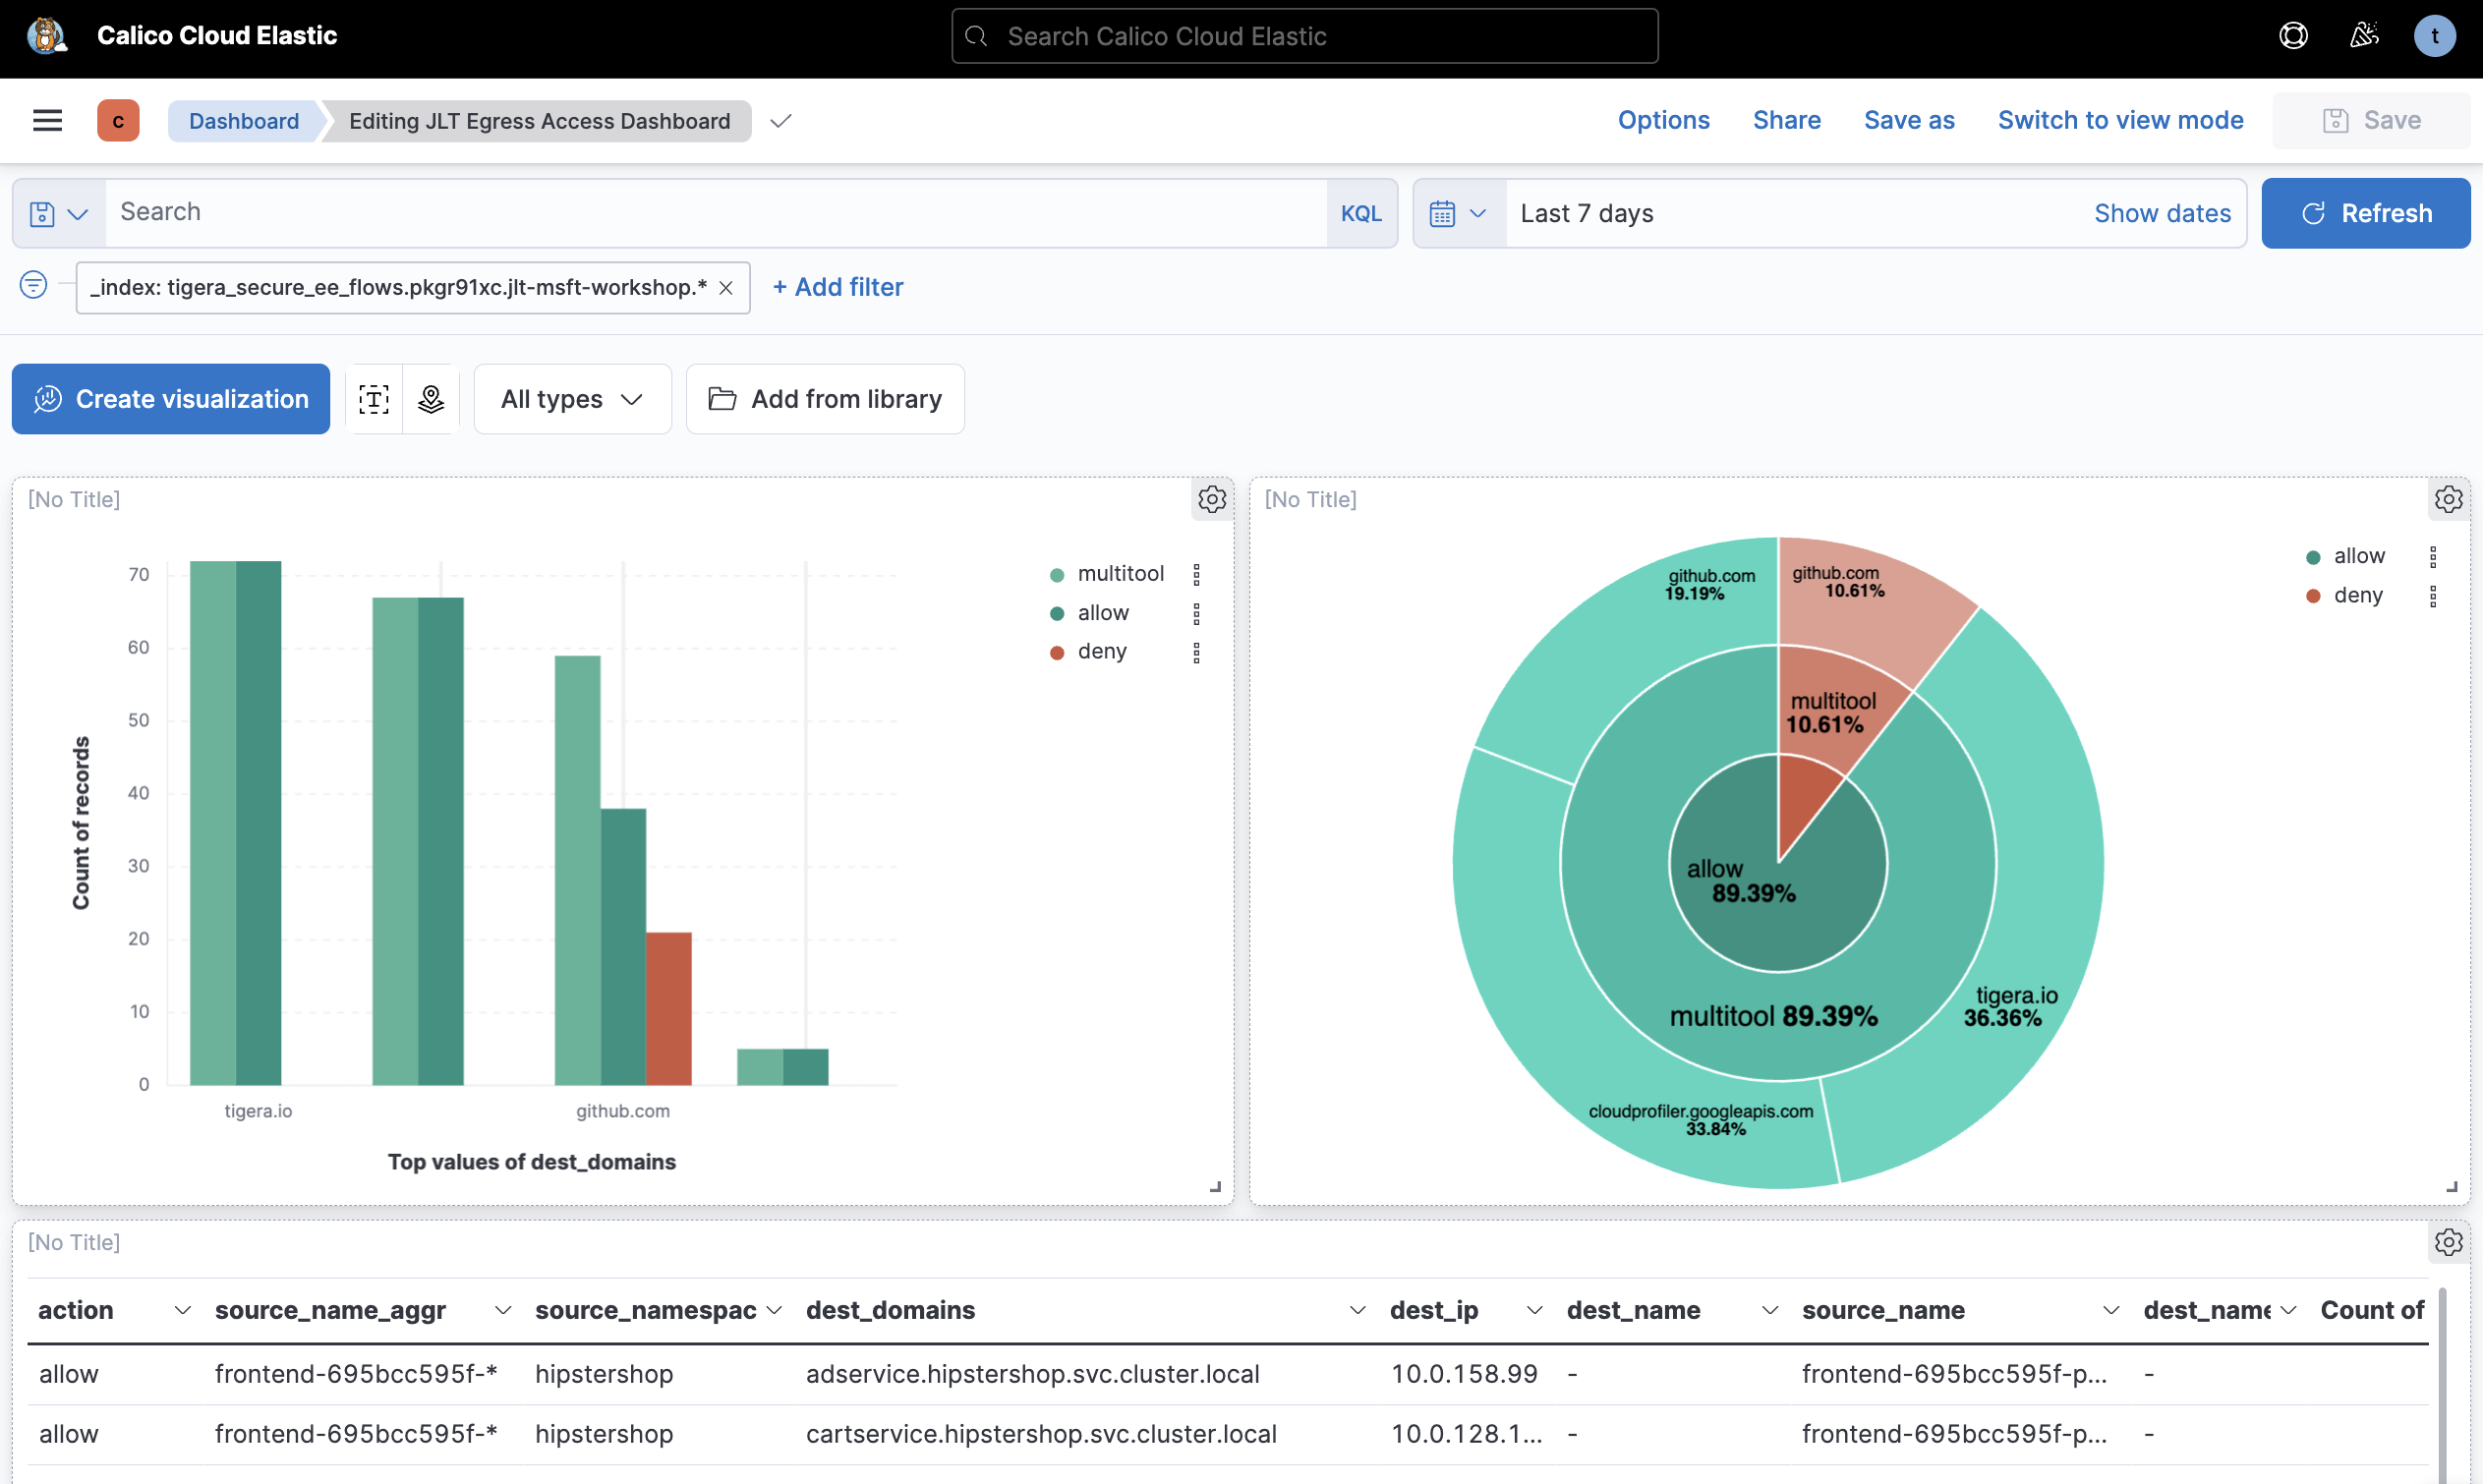 Calico Cloud Elastic
Search Calico Cloud Elastic
t
c
Dashboard
Editing JLT Egress Access Dashboard
Options
Share
Save as
Switch to view mode
Save
Search
KQL
Last 7 days
Show dates
Refresh
_index: tigera_secure_ee_flows.pkgr91xc.jlt-msft-workshop.*
+ Add filter
Create visualization
All types
Add from library
[No Title]
70
60
50
40
30
20
10
0
Count of records
tigera.io
github.com
Top values of dest_domains
multitool
allow
deny
[No Title]
github.com
19.19%
github.com
10.61%
multitool
10.61%
allow
89.39%
multitool 89.39%
tigera.io
36.36%
cloudprofiler.googleapis.com
33.84%
allow
deny
[No Title]
action source_name_aggr source_namespac dest_domains dest_ip dest_name source_name dest_name Count of
allow frontend-695bcc595f-* hipstershop adservice.hipstershop.svc.cluster.local 10.0.158.99 - frontend-695bcc595f-p... -
allow frontend-695bcc595f-* hipstershop cartservice.hipstershop.svc.cluster.local 10.0.128.1... - frontend-695bcc595f-p... -